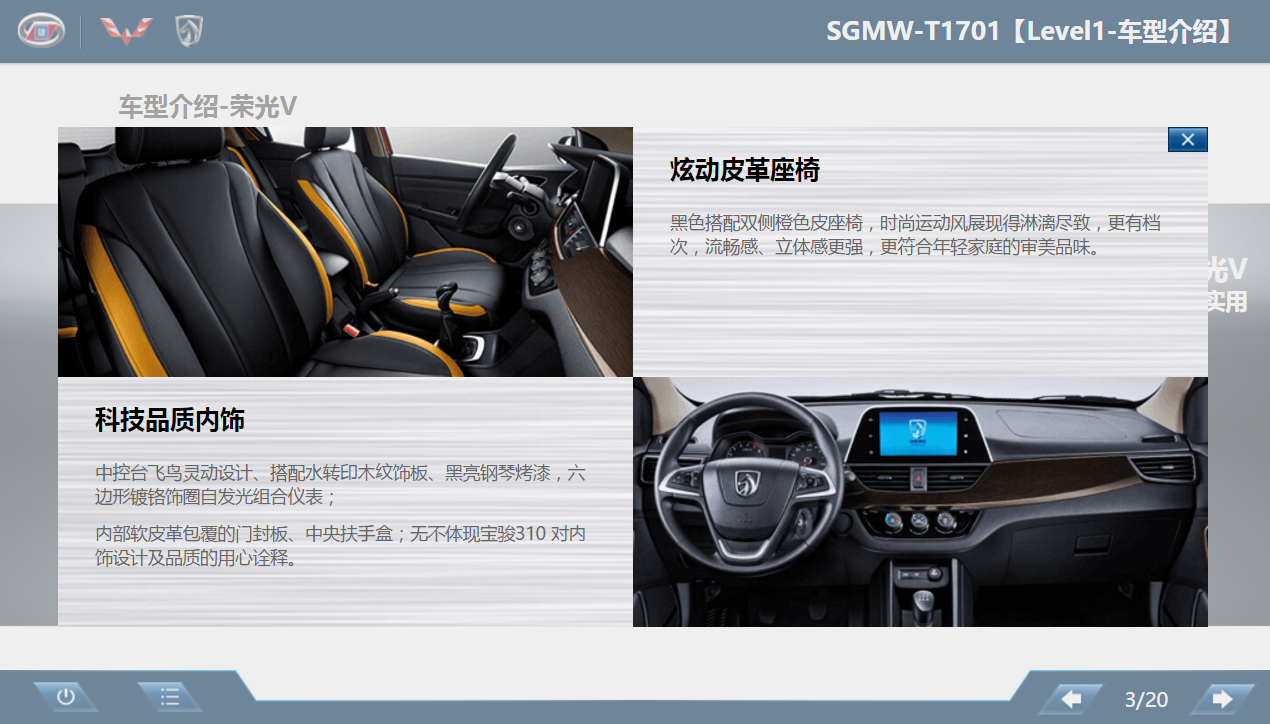 SGMW-T1701【Level1-车型介绍】
车型介绍-荣光V
炫动皮革座椅
黑色搭配双侧橙色皮座椅，时尚运动风展现得淋漓尽致，更有档
次，流畅感、立体感更强，更符合年轻家庭的审美品味。
光V
实用
科技品质内饰
中控台飞鸟灵动设计、搭配水转印木纹饰板、黑亮钢琴烤漆，六
边形镀铬饰圈自发光组合仪表；
内部软皮革包覆的门封板、中央扶手盒；无不体现宝骏310 对内
饰设计及品质的用心诠释。
3/20